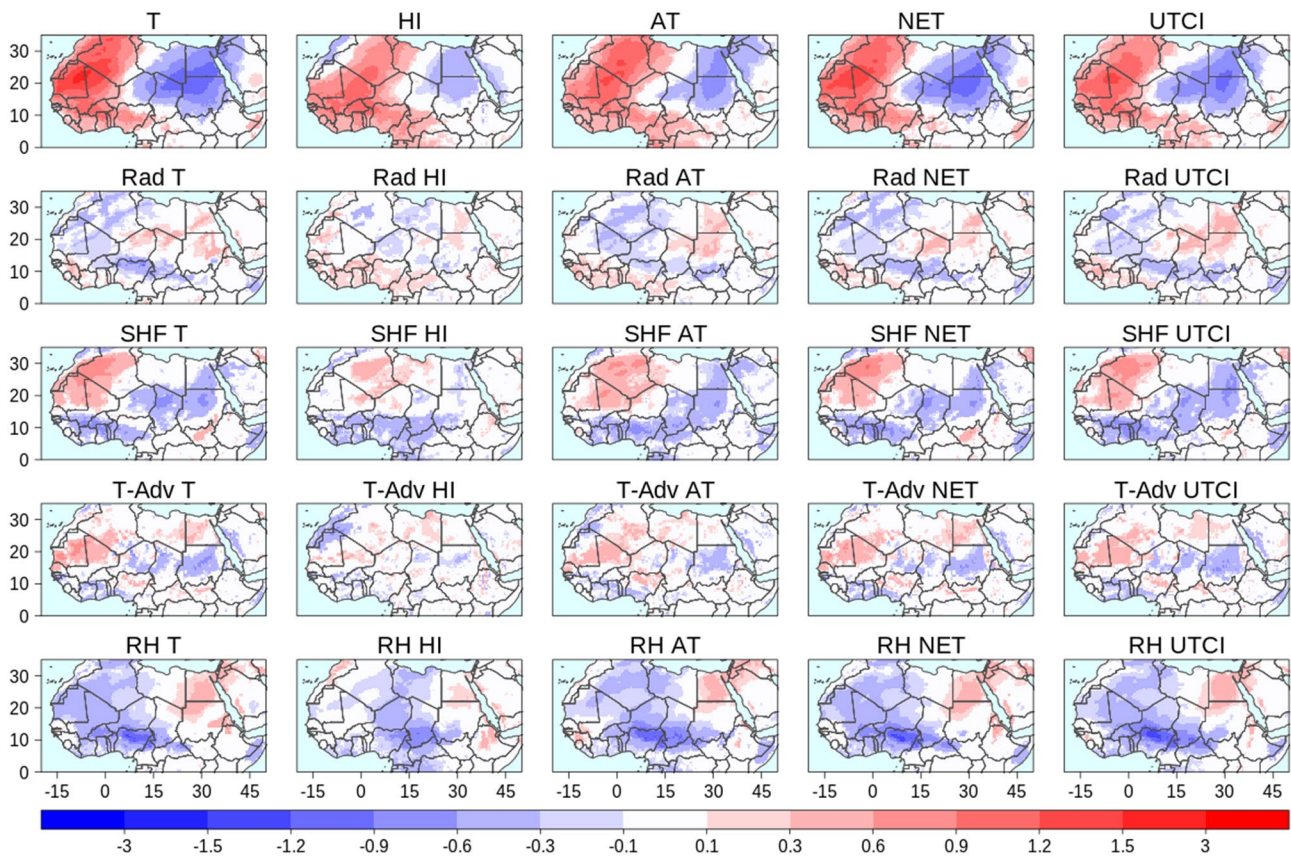 T HI AT NET UTCI
30
20
10
0
Rad T Rad HI Rad AT Rad NET Rad UTCI
30
20
10
0
SHF T SHF HI SHF AT SHF NET SHF UTCI
30
20
10
0
T-Adv T T-Adv HI T-Adv AT T-Adv NET T-Adv UTCI
30
20
10
0
RH T RH HI RH AT RH NET RH UTCI
30
20
10
0
-15 0 15 30 45 -15 0 15 30 45 -15 0 15 30 45 -15 0 15 30 45 -15 0 15 30 45
-3 -1.5 -1.2 -0.9 -0.6 -0.3 -0.1 0.1 0.3 0.6 0.9 1.2 1.5 3